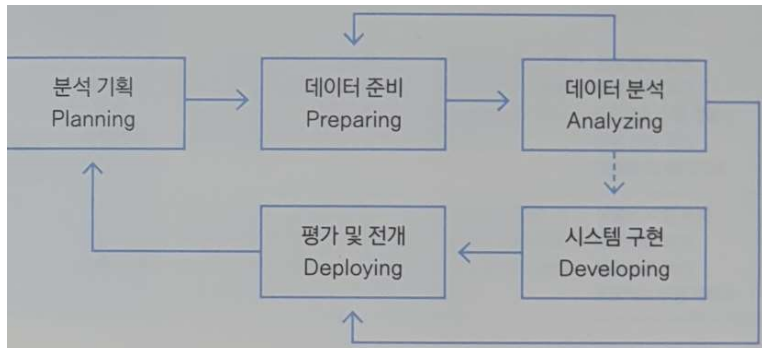 분석 기획
Planning
데이터 준비
Preparing
데이터 분석
Analyzing
평가 및 전개
Deploying
시스템 구현
Developing